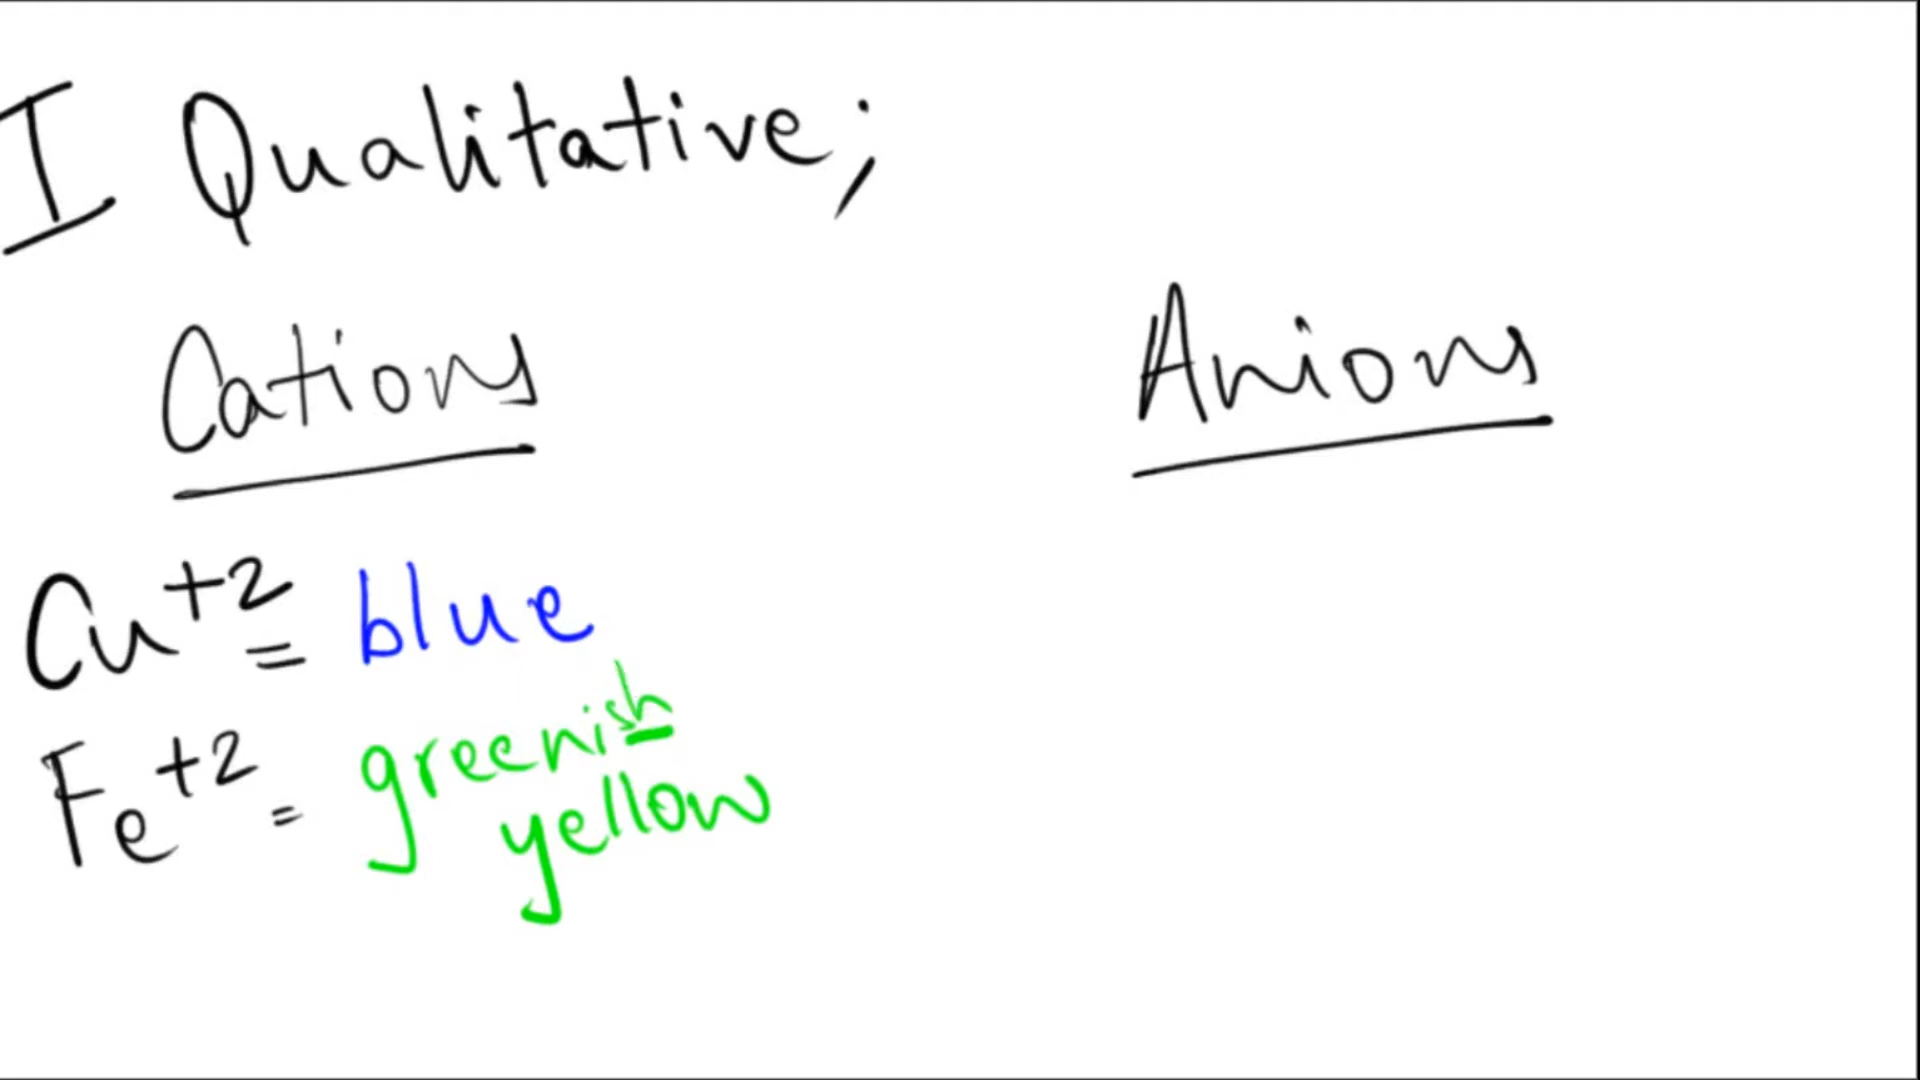 I Qualitative;
Cations
Anions
Cu+2 = blue
Fe+2 = greenish
yellow